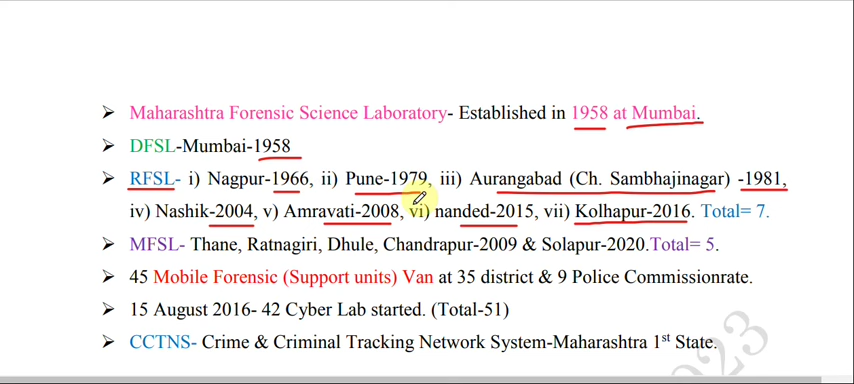 ➢ Maharashtra Forensic Science Laboratory- Established in 1958 at Mumbai.
➢ DFSL-Mumbai-1958
➢ RFSL- i) Nagpur-1966, ii) Pune-1979, iii) Aurangabad (Ch. Sambhajinagar) -1981,
iv) Nashik-2004, v) Amravati-2008, vi) nanded-2015, vii) Kolhapur-2016. Total= 7.
➢ MFSL- Thane, Ratnagiri, Dhule, Chandrapur-2009 & Solapur-2020.Total= 5.
➢ 45 Mobile Forensic (Support units) Van at 35 district & 9 Police Commissionrate.
➢ 15 August 2016- 42 Cyber Lab started. (Total-51)
➢ CCTNS- Crime & Criminal Tracking Network System-Maharashtra 1st State.